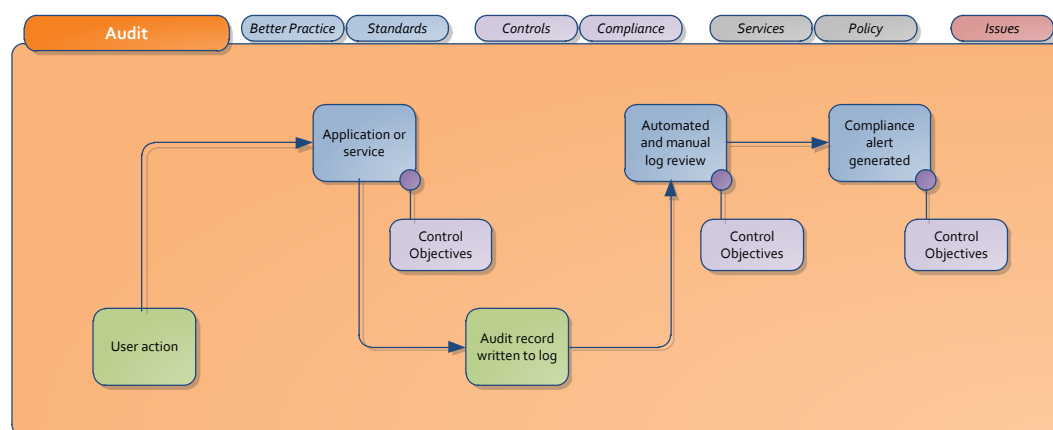 Audit
Better Practice
Standards
Controls
Compliance
Services
Policy
Issues
Application or
service
Automated
and manual
log review
Compliance
alert
generated
Control
Objectives
Control
Objectives
Control
Objectives
User action
Audit record
written to log